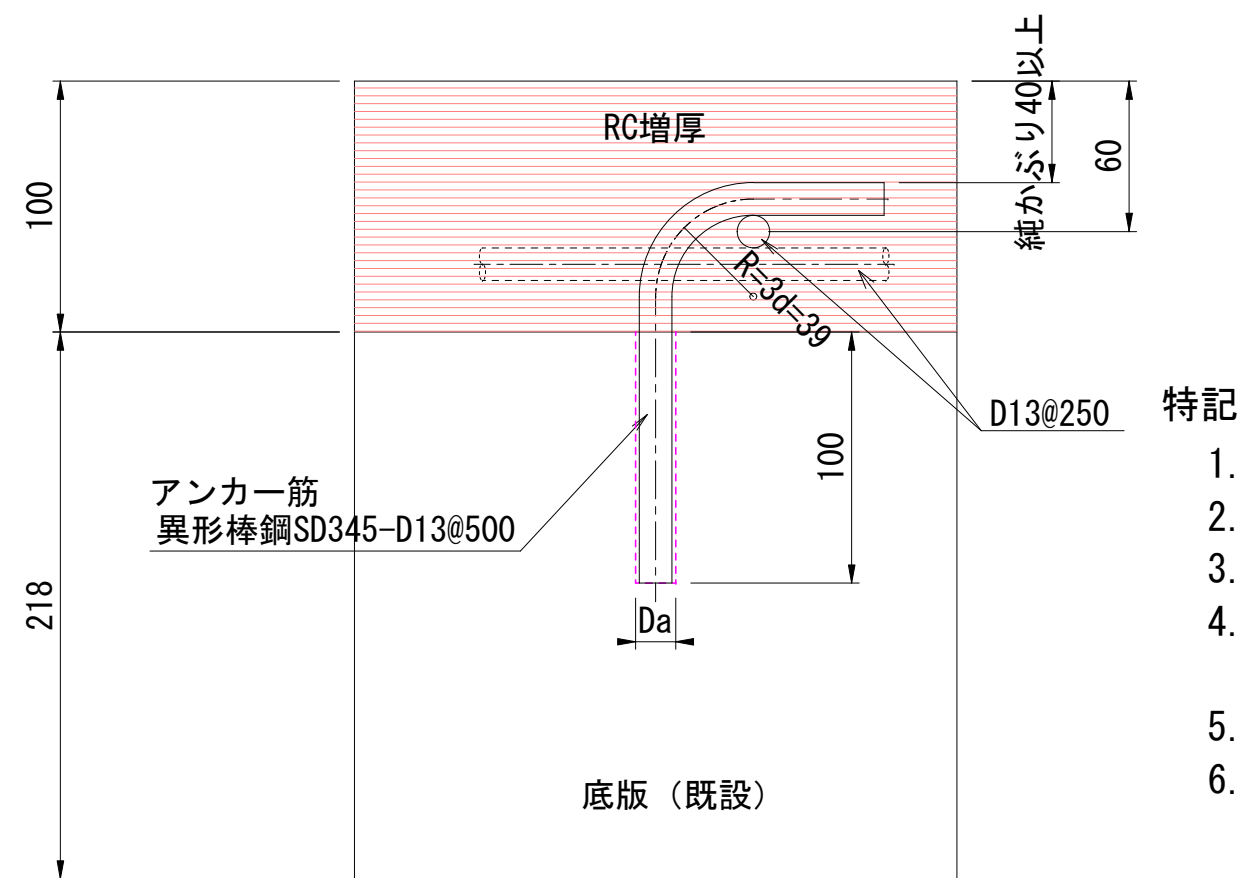 純かぶり40以上
RC増厚
100
60
R=3d=39
D13@250
特記
1.
アンカー筋
異形棒鋼SD345-D13@500
100
2.
3.
218
Da
4.
5.
底版（既設）
6.